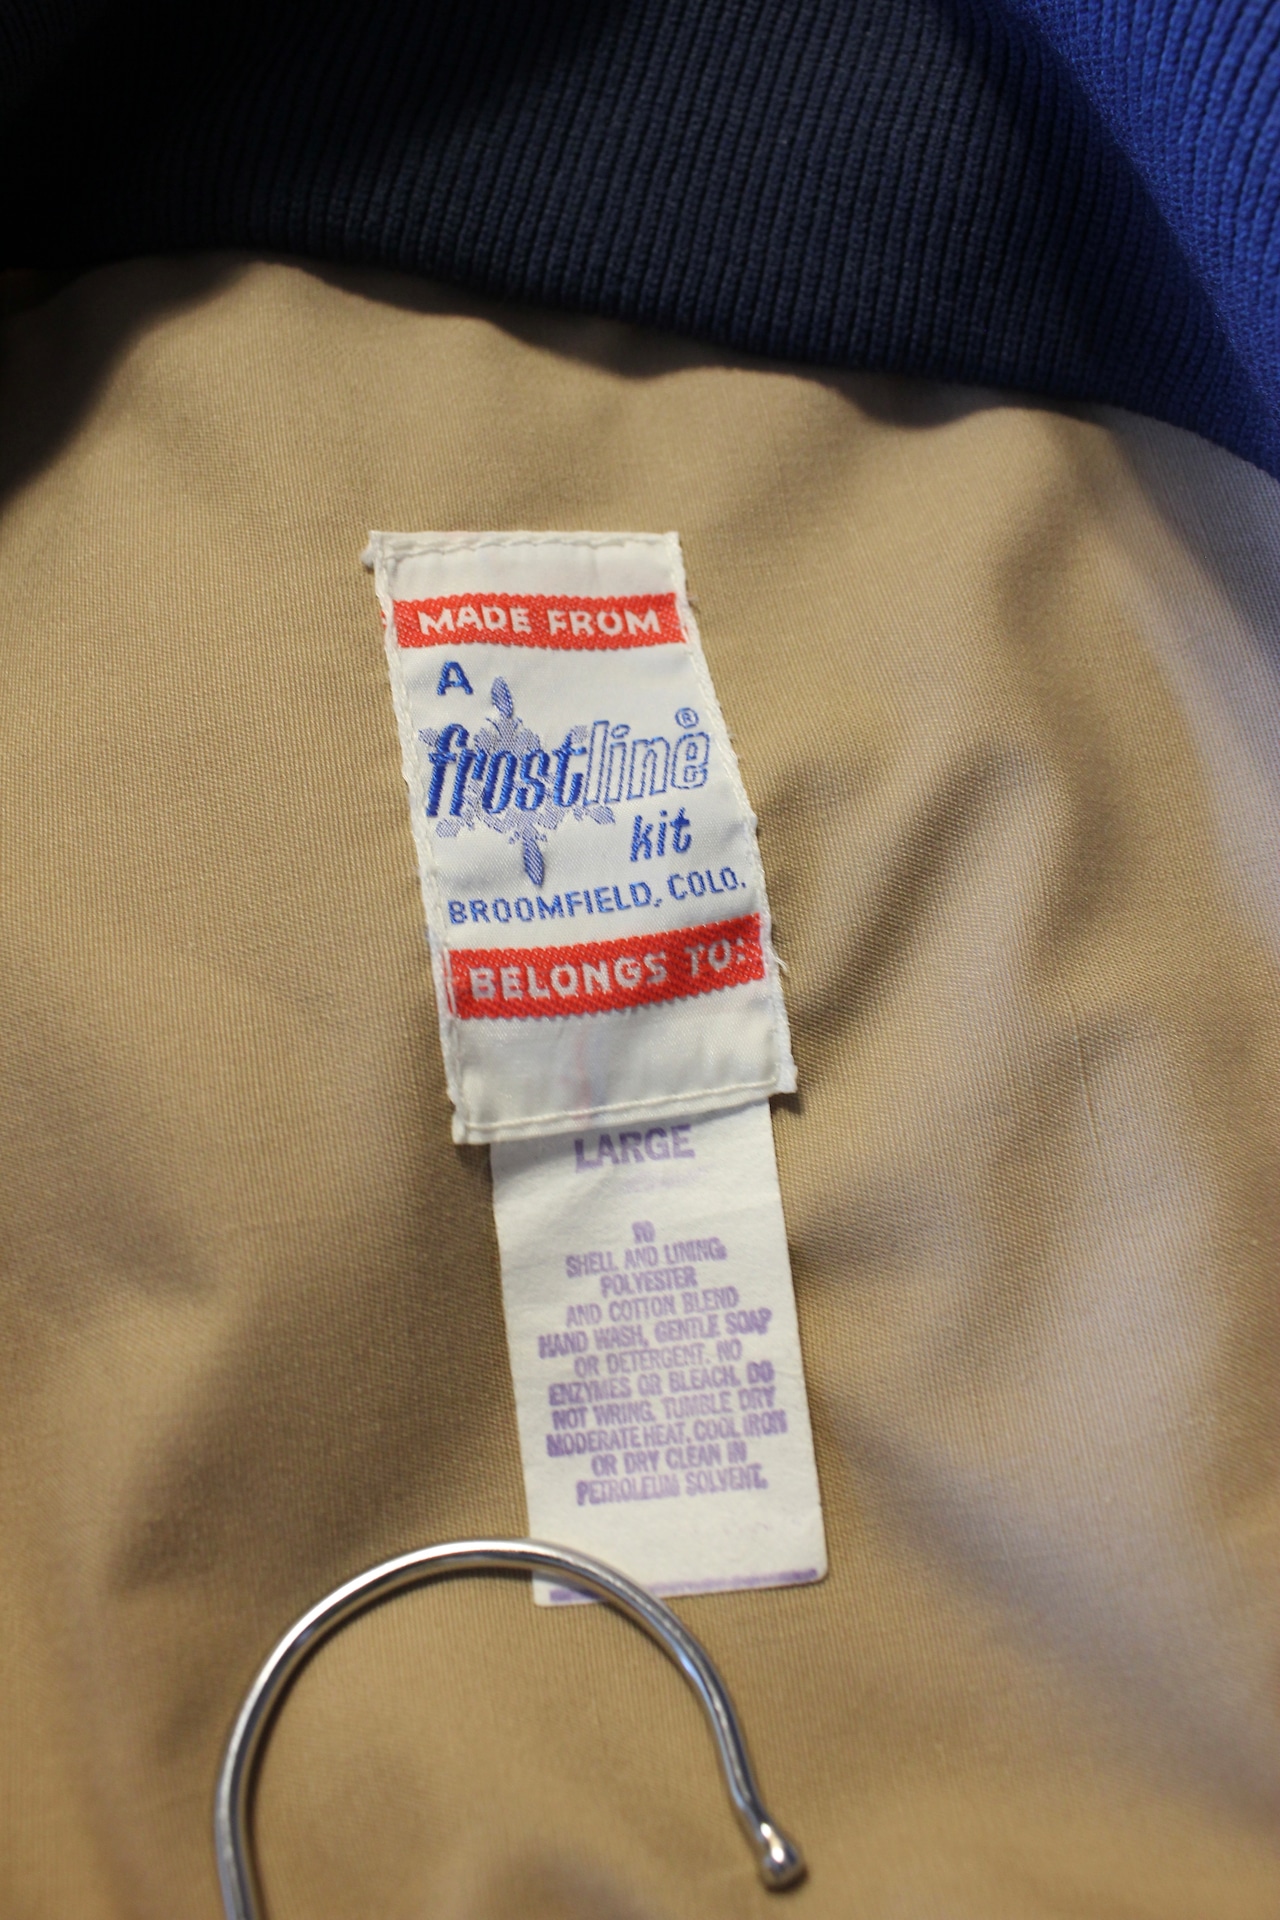 MADE FROM
A
frostline®
kit
BROOMFIELD, COLO.
BELONGS TO:
LARGE
10
SHELL AND LINING:
POLYESTER
AND COTTON BLEND
HAND WASH, GENTLE SOAP
OR DETERGENT. NO
ENZYMES OR BLEACH. DO
NOT WRING. TUMBLE DRY
MODERATE HEAT, COOL IRON
OR DRY CLEAN IN
PETROLEUM SOLVENT.